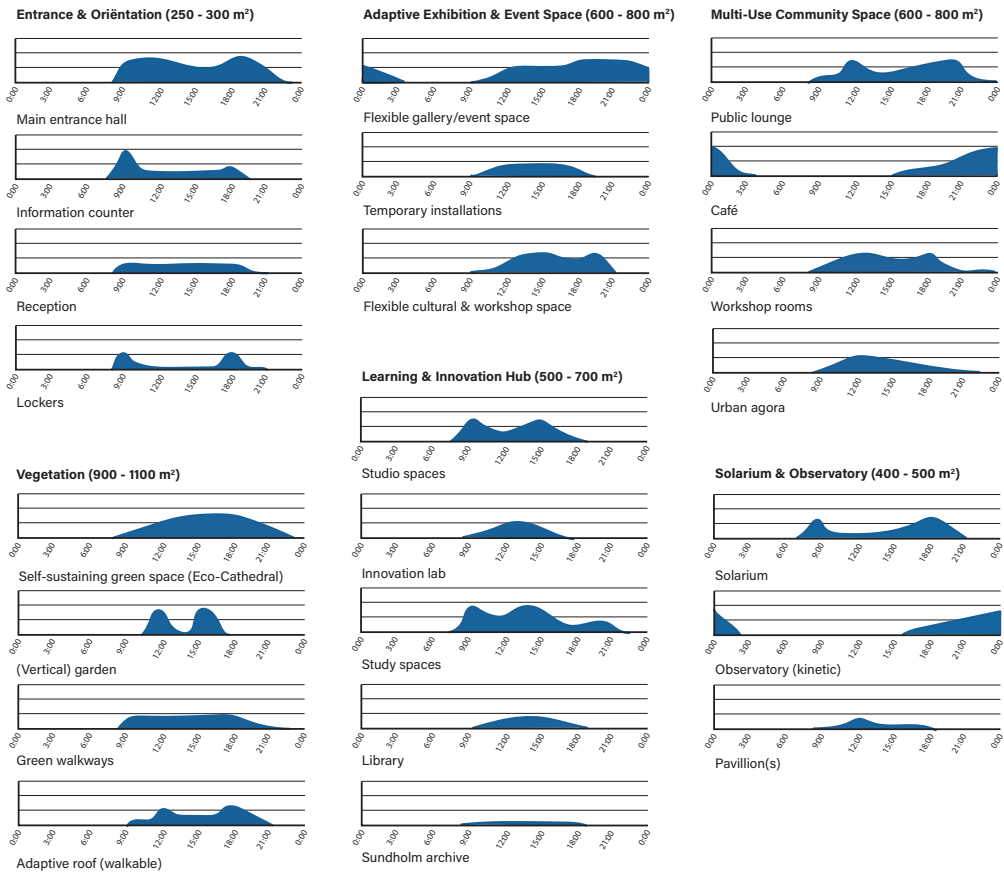 Entrance & Oriëntation (250 - 300 m²)
0:00 3:00 6:00 9:00 12:00 15:00 18:00 21:00 0:00
Main entrance hall
0:00 3:00 6:00 9:00 12:00 15:00 18:00 21:00 0:00
Information counter
0:00 3:00 6:00 9:00 12:00 15:00 18:00 21:00 0:00
Reception
0:00 3:00 6:00 9:00 12:00 15:00 18:00 21:00 0:00
Lockers
Adaptive Exhibition & Event Space (600 - 800 m²)
0:00 3:00 6:00 9:00 12:00 15:00 18:00 21:00 0:00
Flexible gallery/event space
0:00 3:00 6:00 9:00 12:00 15:00 18:00 21:00 0:00
Temporary installations
0:00 3:00 6:00 9:00 12:00 15:00 18:00 21:00 0:00
Flexible cultural & workshop space
Multi-Use Community Space (600 - 800 m²)
0:00 3:00 6:00 9:00 12:00 15:00 18:00 21:00 0:00
Public lounge
0:00 3:00 6:00 9:00 12:00 15:00 18:00 21:00 0:00
Café
0:00 3:00 6:00 9:00 12:00 15:00 18:00 21:00 0:00
Workshop rooms
0:00 3:00 6:00 9:00 12:00 15:00 18:00 21:00 0:00
Urban agora
Vegetation (900 - 1100 m²)
0:00 3:00 6:00 9:00 12:00 15:00 18:00 21:00 0:00
Self-sustaining green space (Eco-Cathedral)
0:00 3:00 6:00 9:00 12:00 15:00 18:00 21:00 0:00
(Vertical) garden
0:00 3:00 6:00 9:00 12:00 15:00 18:00 21:00 0:00
Green walkways
0:00 3:00 6:00 9:00 12:00 15:00 18:00 21:00 0:00
Adaptive roof (walkable)
Learning & Innovation Hub (500 - 700 m²)
0:00 3:00 6:00 9:00 12:00 15:00 18:00 21:00 0:00
Studio spaces
0:00 3:00 6:00 9:00 12:00 15:00 18:00 21:00 0:00
Innovation lab
0:00 3:00 6:00 9:00 12:00 15:00 18:00 21:00 0:00
Study spaces
0:00 3:00 6:00 9:00 12:00 15:00 18:00 21:00 0:00
Library
0:00 3:00 6:00 9:00 12:00 15:00 18:00 21:00 0:00
Sundholm archive
Solarium & Observatory (400 - 500 m²)
0:00 3:00 6:00 9:00 12:00 15:00 18:00 21:00 0:00
Solarium
0:00 3:00 6:00 9:00 12:00 15:00 18:00 21:00 0:00
Observatory (kinetic)
0:00 3:00 6:00 9:00 12:00 15:00 18:00 21:00 0:00
Pavillion(s)